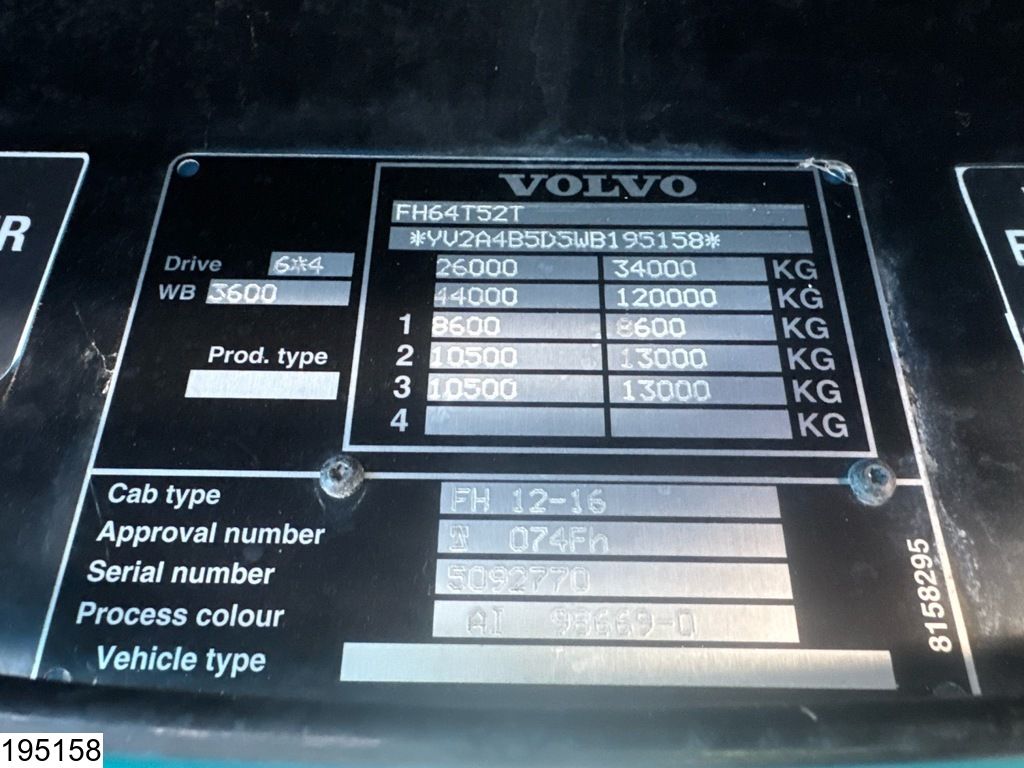 VOLVO
FH64T52T
*YV2A4B5D5WB195158*
Drive 6*4 26000 34000 KG
WB 3600 44000 120000 KG
1 8600 8600 KG
Prod. type 2 10500 13000 KG
3 10500 13000 KG
4 KG
Cab type FH 12-16
Approval number 074Fh
Serial number 5092770
Process colour AI 98669-0
Vehicle type
8158295
R
195158